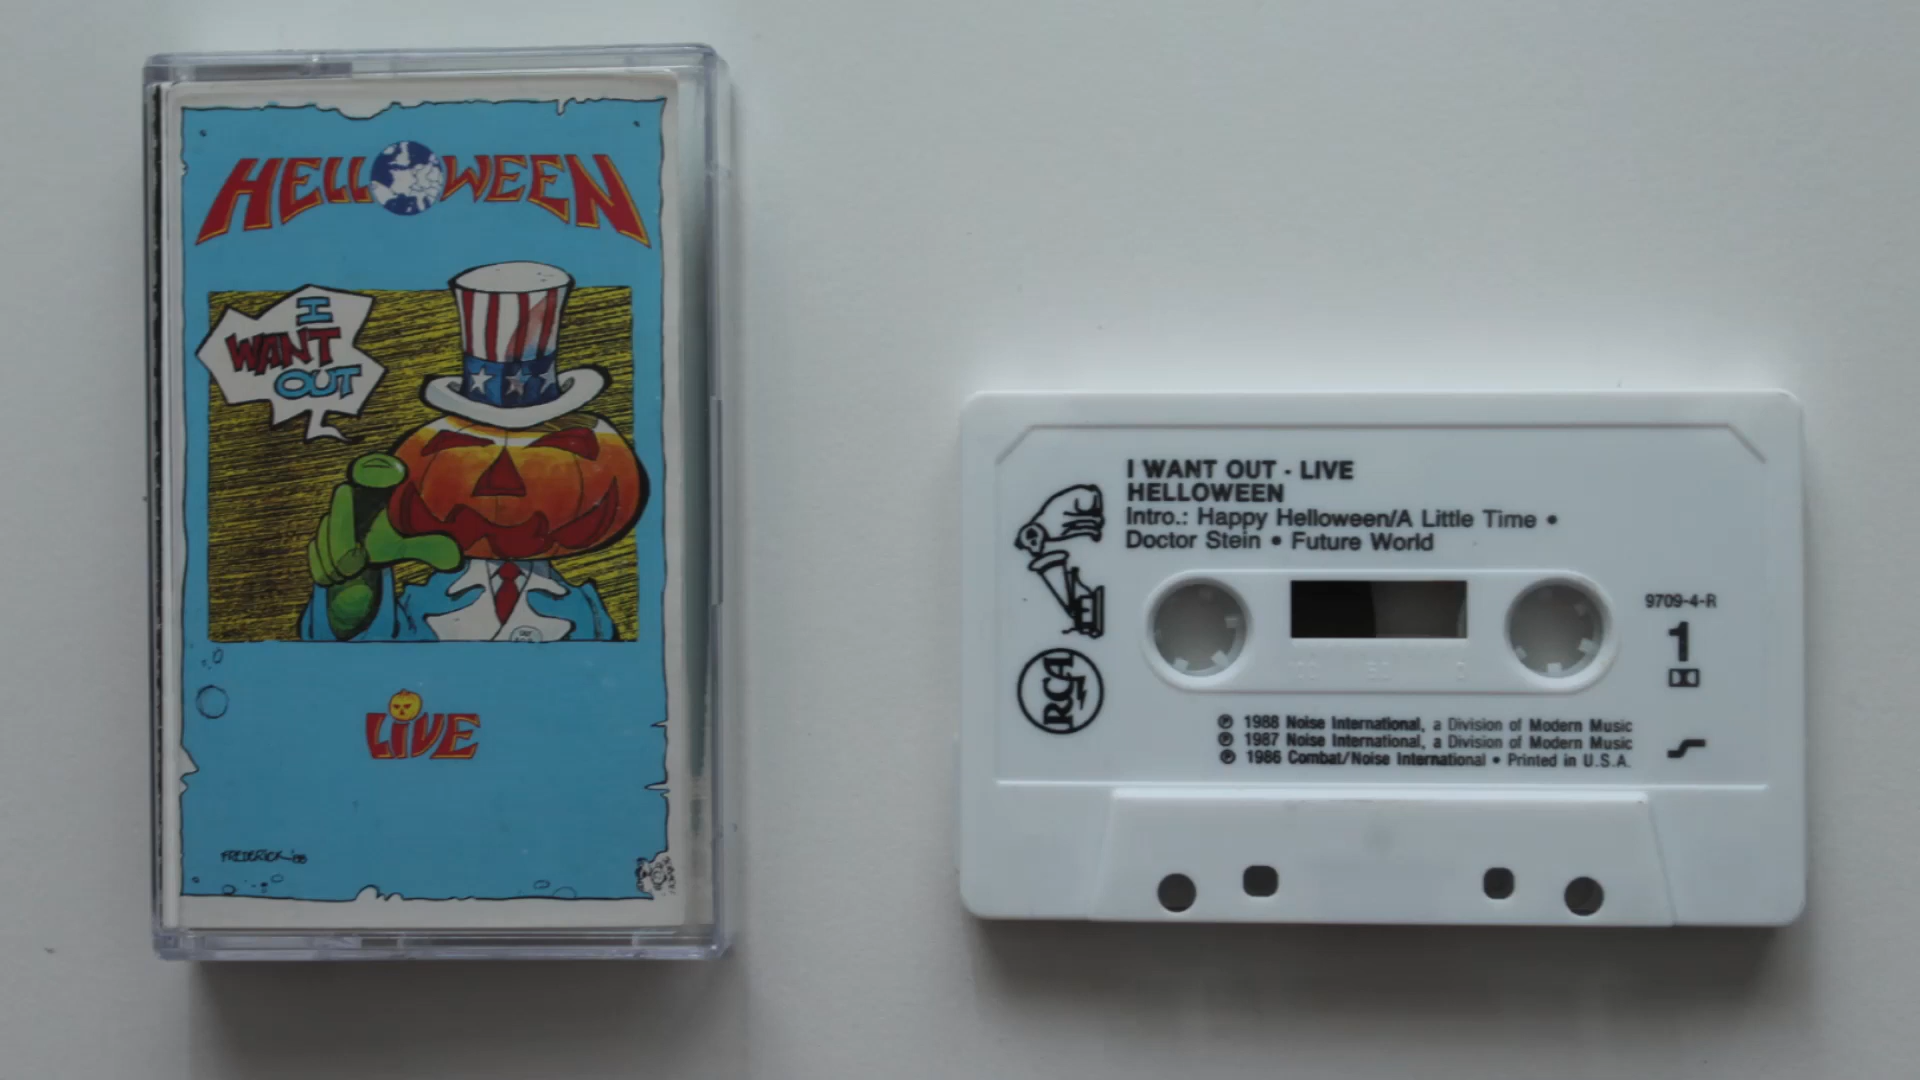 HELLOWEEN
I
WANT
OUT
LIVE
FREDERICK '88
I WANT OUT - LIVE
HELLOWEEN
Intro.: Happy Helloween/A Little Time •
Doctor Stein • Future World
9709-4-R
1
RCA
℗ 1988 Noise International, a Division of Modern Music
℗ 1987 Noise International, a Division of Modern Music
℗ 1986 Combat/Noise International • Printed in U.S.A.